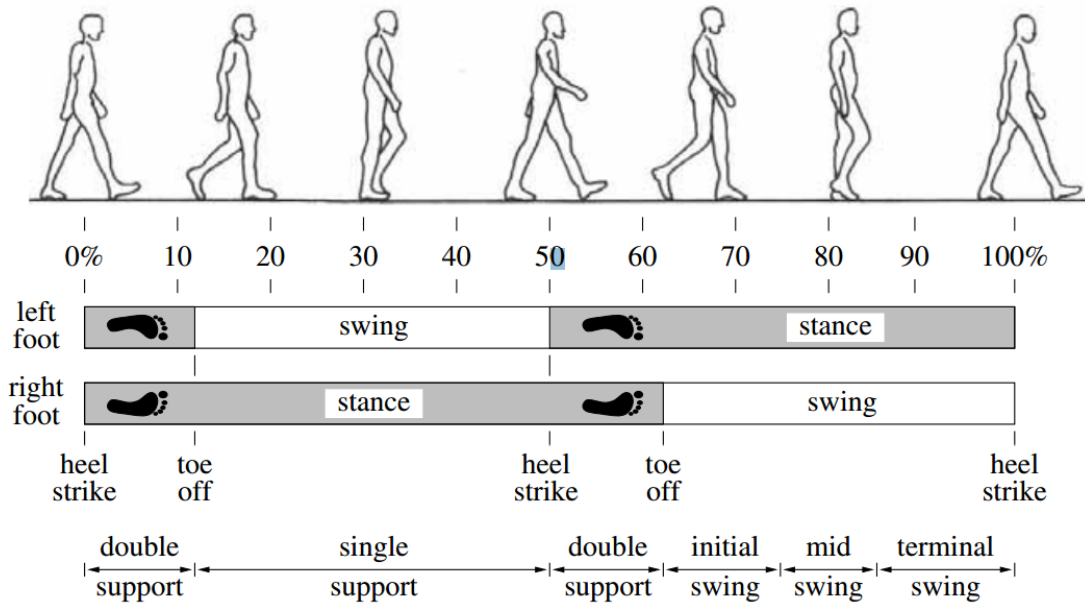 0% 10 20 30 40 50 60 70 80 90 100%
left
foot
swing
stance
right
foot
stance
swing
heel
strike
toe
off
heel
strike
toe
off
heel
strike
double
support
single
support
double
support
initial
swing
mid
swing
terminal
swing